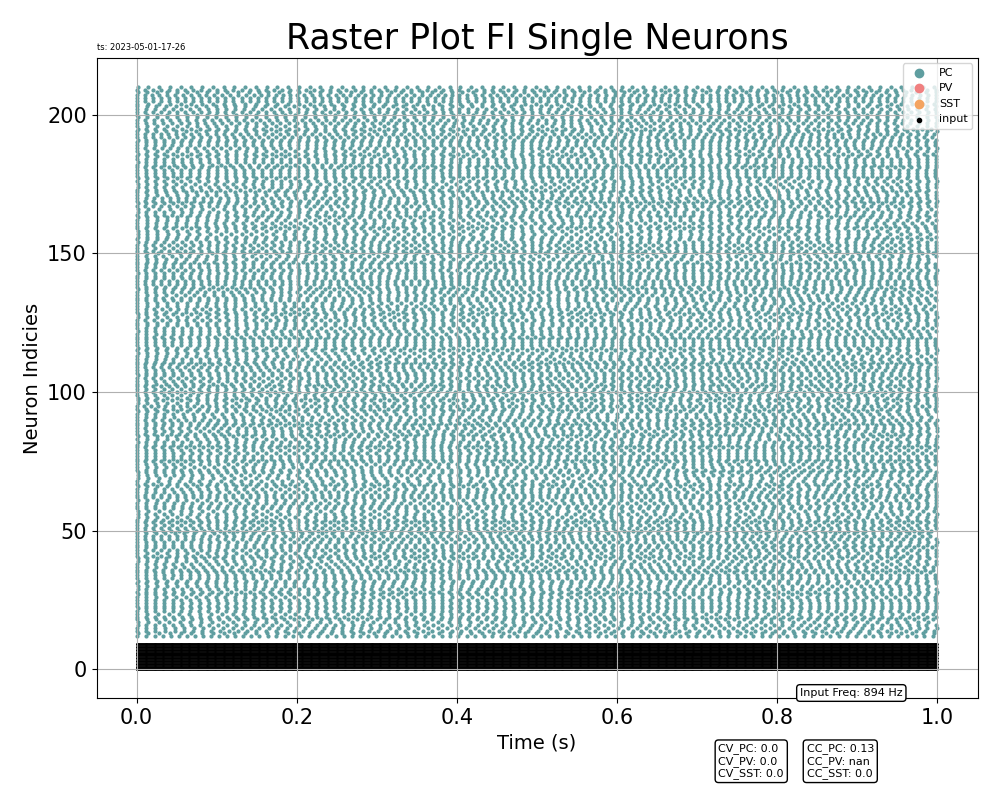 Raster Plot FI Single Neurons
ts: 2023-05-01-17-26
PC
PV
SST
input
200
150
100
50
0
Neuron Indicies
0.0 0.2 0.4 0.6 0.8 1.0
Input Freq: 894 Hz
Time (s)
CV_PC: 0.0
CV_PV: 0.0
CV_SST: 0.0
CC_PC: 0.13
CC_PV: nan
CC_SST: 0.0